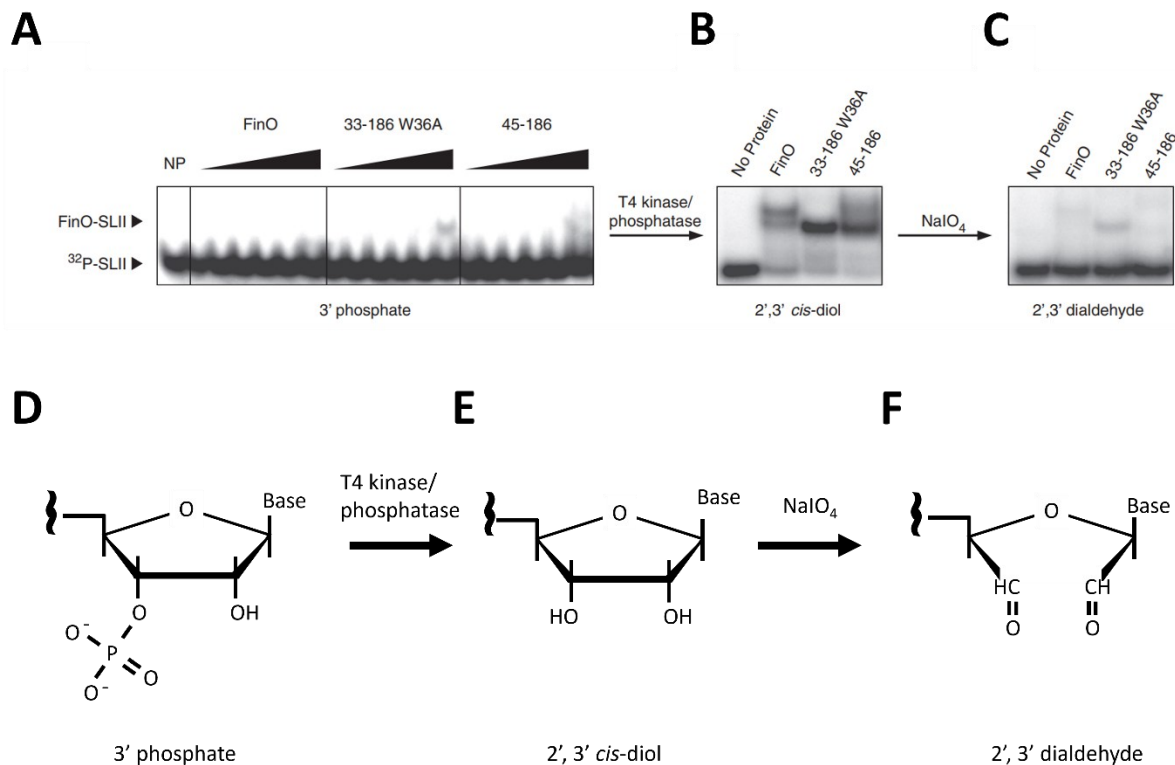 A
B
C
FinO
33-186 W36A
45-186
NP
FinO-SLII
³²P-SLII
3' phosphate
T4 kinase/
phosphatase
No Protein
FinO
33-186 W36A
45-186
2',3' cis-diol
NaIO₄
No Protein
FinO
33-186 W36A
45-186
2',3' dialdehyde
D
E
F
O
Base
O
OH
O⁻
P
O
O⁻
3' phosphate
T4 kinase/
phosphatase
O
Base
HO
OH
2', 3' cis-diol
NaIO₄
O
Base
HC
CH
O
O
2', 3' dialdehyde